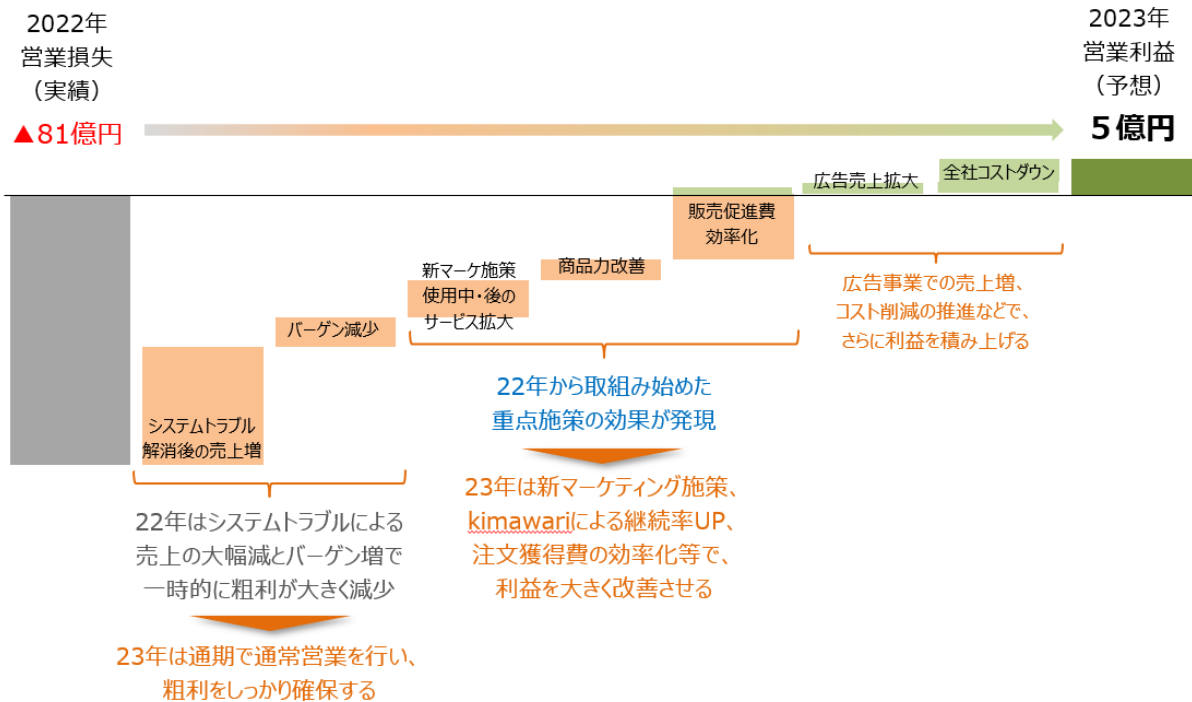 2022年
営業損失
（実績）
▲81億円
2023年
営業利益
（予想）
５億円
システムトラブル
解消後の売上増
バーゲン減少
新マーケ施策
使用中・後の
サービス拡大
商品力改善
販売促進費
効率化
広告売上拡大
全社コストダウン
22年はシステムトラブルによる
売上の大幅減とバーゲン増で
一時的に粗利が大きく減少
23年は通期で通常営業を行い、
粗利をしっかり確保する
22年から取組み始めた
重点施策の効果が発現
23年は新マーケティング施策、
kimawariによる継続率UP、
注文獲得費の効率化等で、
利益を大きく改善させる
広告事業での売上増、
コスト削減の推進などで、
さらに利益を積み上げる